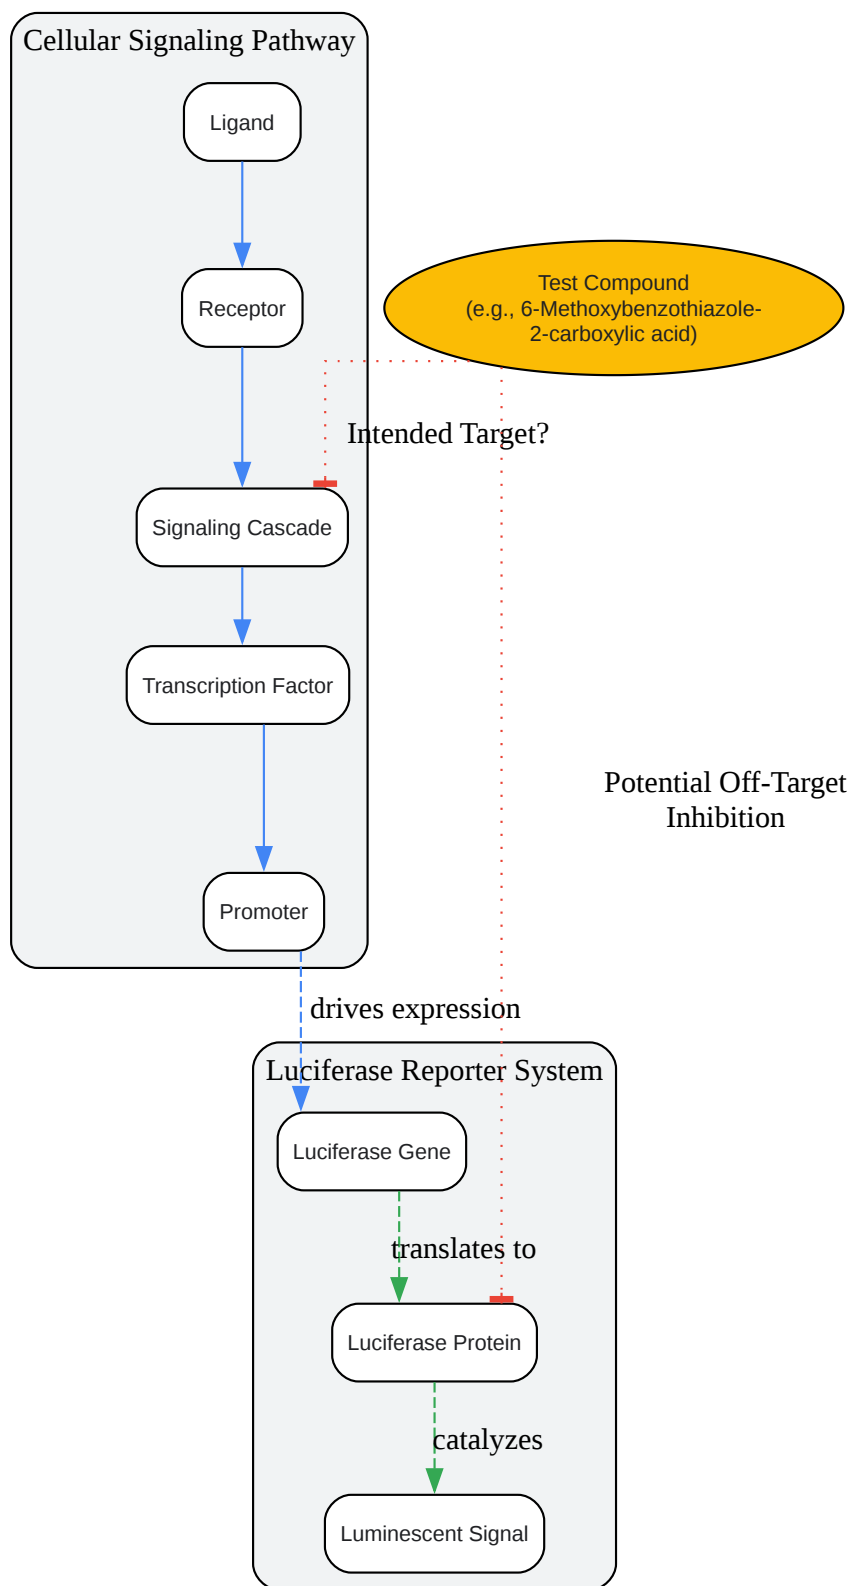 Cellular Signaling Pathway
Ligand
Receptor
Test Compound
(e.g., 6-Methoxybenzothiazole-
2-carboxylic acid)
Intended Target?
Signaling Cascade
Transcription Factor
Potential Off-Target
Inhibition
Promoter
drives expression
Luciferase Reporter System
Luciferase Gene
translates to
Luciferase Protein
catalyzes
Luminescent Signal